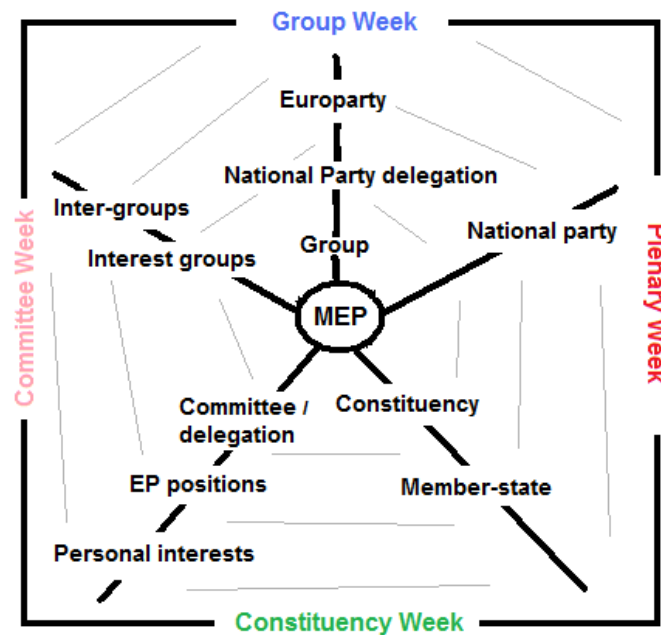 Group Week
Europarty
National Party delegation
Inter-groups
National party
Group
Interest groups
MEP
Committee Week
Plenary Week
Committee /
delegation
Constituency
EP positions
Member-state
Personal interests
Constituency Week